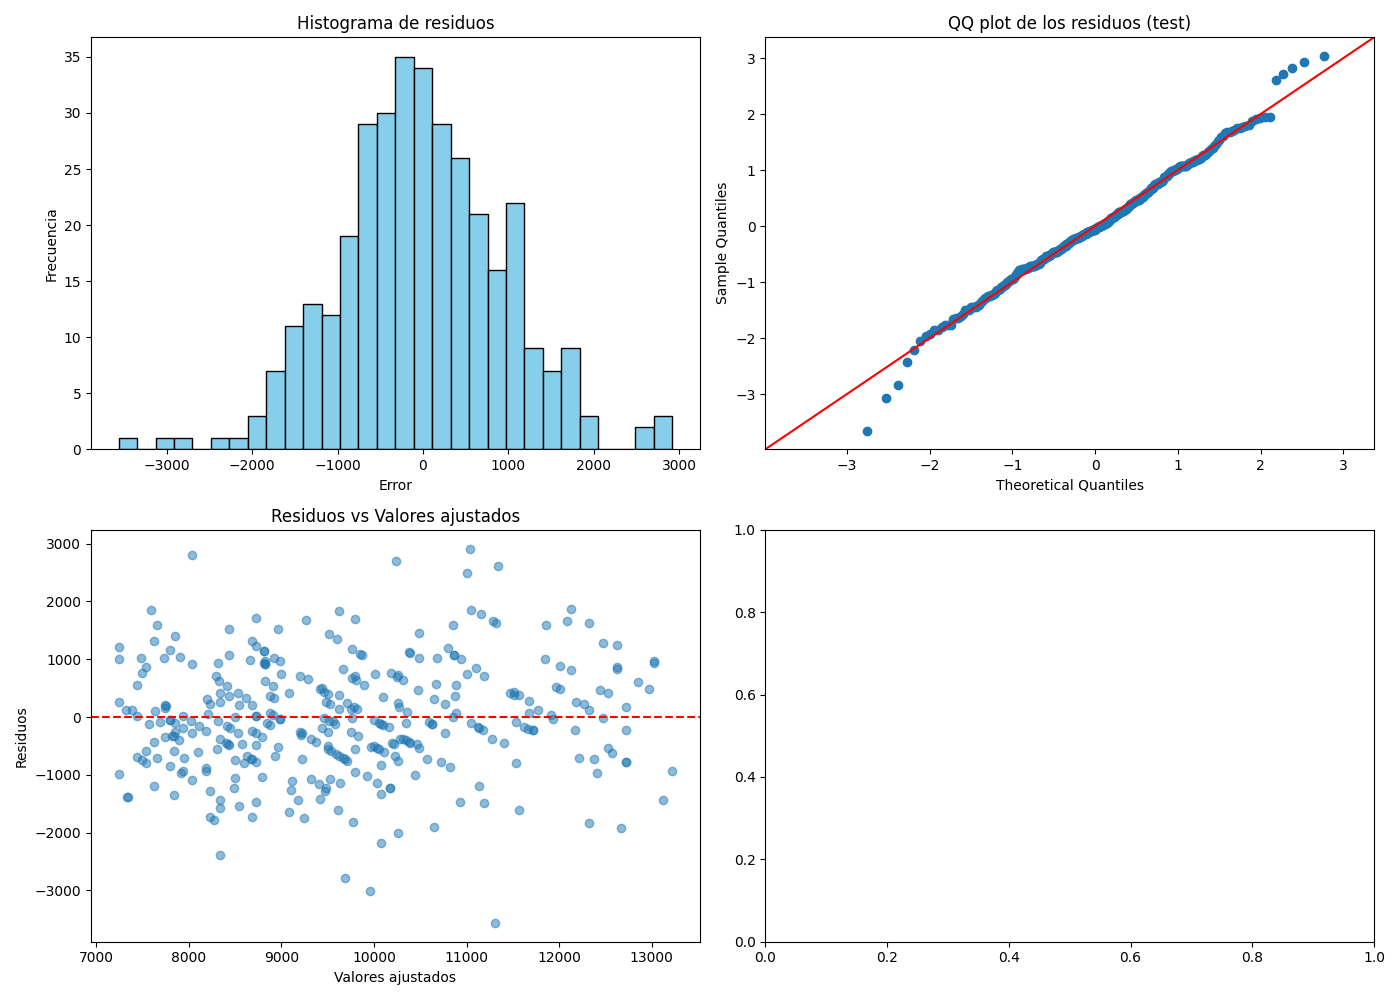 Histograma de residuos
35
30
25
20
15
10
5
0
Frecuencia
−3000 −2000 −1000 0 1000 2000 3000
Error
QQ plot de los residuos (test)
3
2
1
0
−1
−2
−3
Sample Quantiles
−3 −2 −1 0 1 2 3
Theoretical Quantiles
Residuos vs Valores ajustados
3000
2000
1000
0
−1000
−2000
−3000
Residuos
7000 8000 9000 10000 11000 12000 13000
Valores ajustados
1.0
0.8
0.6
0.4
0.2
0.0
0.0 0.2 0.4 0.6 0.8 1.0